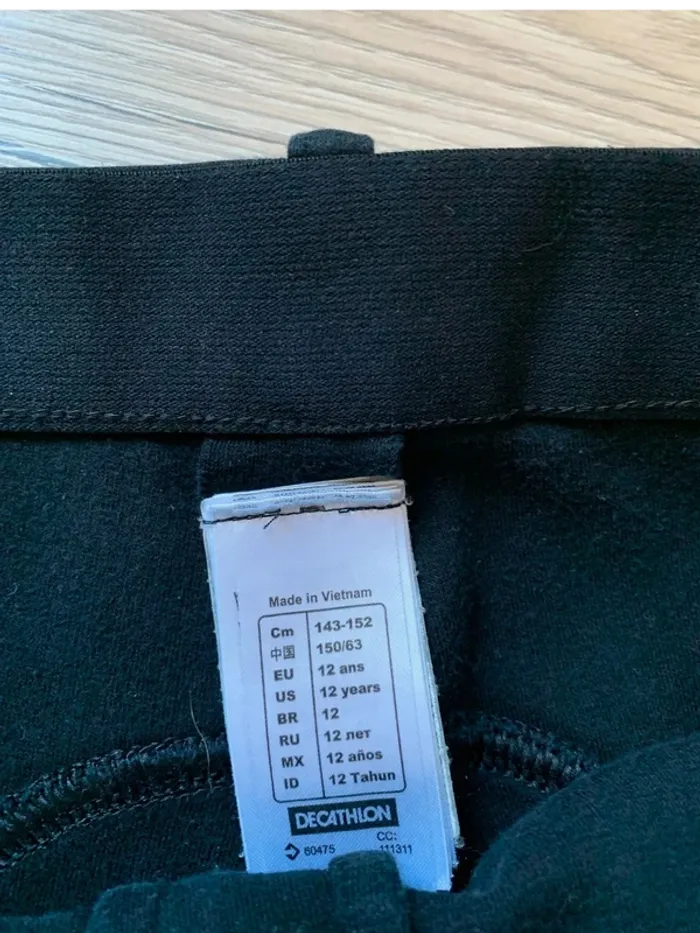 Made in Vietnam
Cm 143-152
中国 150/63
EU 12 ans
US 12 years
BR 12
RU 12 лет
MX 12 años
ID 12 Tahun
DECATHLON
60475 CC:
111311